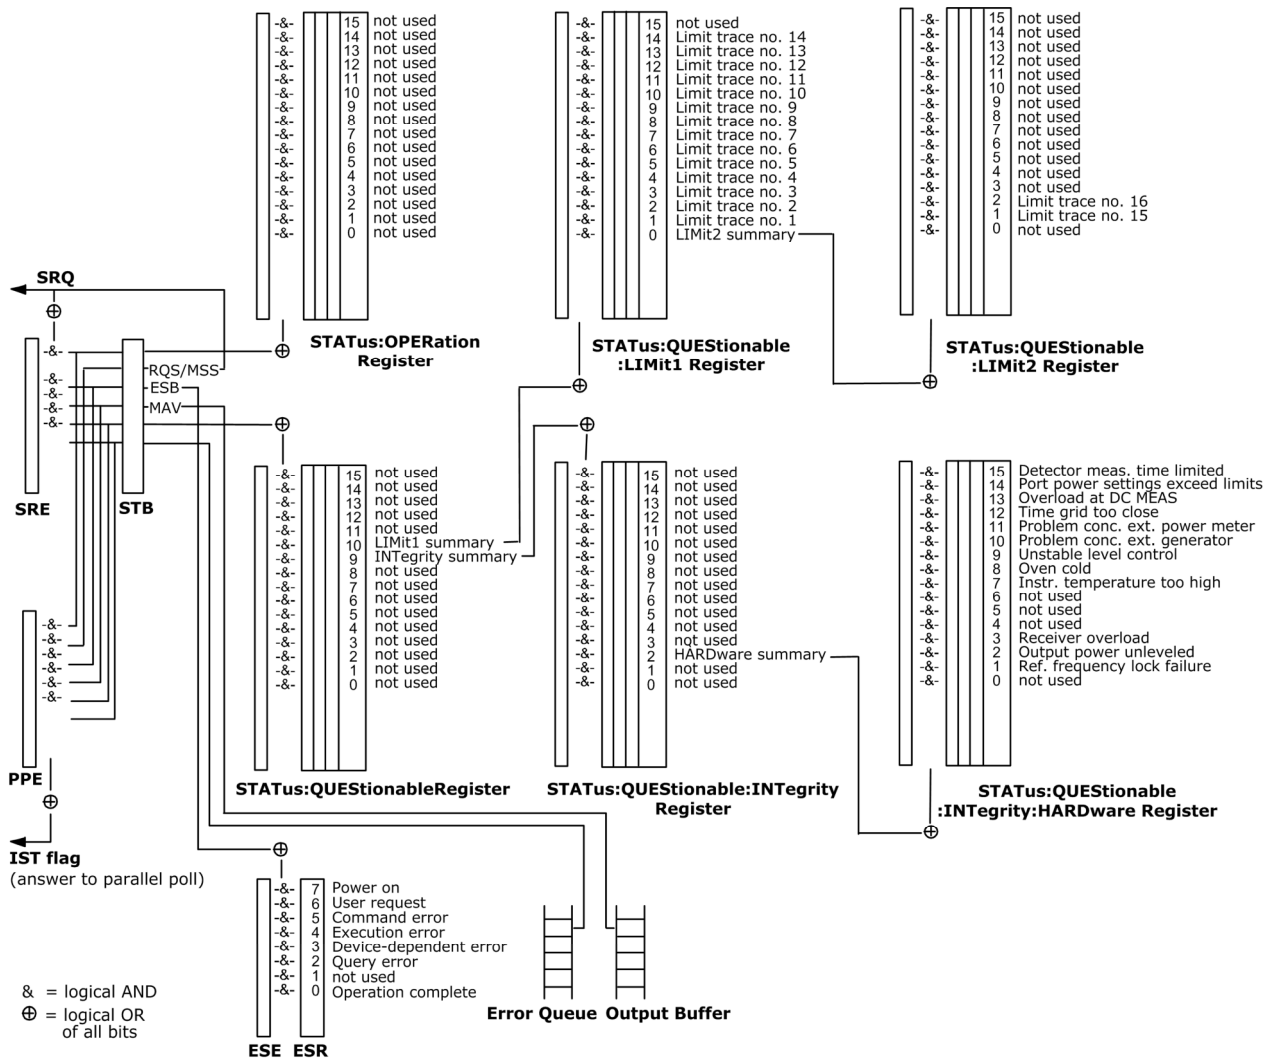 -&- 15 not used
-&- 14 not used
-&- 13 not used
-&- 12 not used
-&- 11 not used
-&- 10 not used
-&- 9 not used
-&- 8 not used
-&- 7 not used
-&- 6 not used
-&- 5 not used
-&- 4 not used
-&- 3 not used
-&- 2 not used
-&- 1 not used
-&- 0 not used
STATus:OPERation
Register
-&- 15 not used
-&- 14 Limit trace no. 14
-&- 13 Limit trace no. 13
-&- 12 Limit trace no. 12
-&- 11 Limit trace no. 11
-&- 10 Limit trace no. 10
-&- 9 Limit trace no. 9
-&- 8 Limit trace no. 8
-&- 7 Limit trace no. 7
-&- 6 Limit trace no. 6
-&- 5 Limit trace no. 5
-&- 4 Limit trace no. 4
-&- 3 Limit trace no. 3
-&- 2 Limit trace no. 2
-&- 1 Limit trace no. 1
-&- 0 LIMit2 summary
STATus:QUEStionable
:LIMit1 Register
-&- 15 not used
-&- 14 not used
-&- 13 not used
-&- 12 not used
-&- 11 not used
-&- 10 not used
-&- 9 not used
-&- 8 not used
-&- 7 not used
-&- 6 not used
-&- 5 not used
-&- 4 not used
-&- 3 not used
-&- 2 Limit trace no. 16
-&- 1 Limit trace no. 15
-&- 0 not used
STATus:QUEStionable
:LIMit2 Register
SRQ
-&-
-&-
-&-
-&-
-&-
RQS/MSS
ESB
MAV
SRE
STB
-&- 15 not used
-&- 14 not used
-&- 13 not used
-&- 12 not used
-&- 11 not used
-&- 10 LIMit1 summary
-&- 9 INTegrity summary
-&- 8 not used
-&- 7 not used
-&- 6 not used
-&- 5 not used
-&- 4 not used
-&- 3 not used
-&- 2 not used
-&- 1 not used
-&- 0 not used
STATus:QUEStionableRegister
-&- 15 not used
-&- 14 not used
-&- 13 not used
-&- 12 not used
-&- 11 not used
-&- 10 not used
-&- 9 not used
-&- 8 not used
-&- 7 not used
-&- 6 not used
-&- 5 not used
-&- 4 not used
-&- 3 not used
-&- 2 HARDware summary
-&- 1 not used
-&- 0 not used
STATus:QUEStionable:INTegrity
Register
-&- 15 Detector meas. time limited
-&- 14 Port power settings exceed limits
-&- 13 Overload at DC MEAS
-&- 12 Time grid too close
-&- 11 Problem conc. ext. power meter
-&- 10 Problem conc. ext. generator
-&- 9 Unstable level control
-&- 8 Oven cold
-&- 7 Instr. temperature too high
-&- 6 not used
-&- 5 not used
-&- 4 not used
-&- 3 Receiver overload
-&- 2 Output power unleveled
-&- 1 Ref. frequency lock failure
-&- 0 not used
STATus:QUEStionable
:INTegrity:HARDware Register
-&-
-&-
-&-
-&-
-&-
-&-
PPE
IST flag
(answer to parallel poll)
-&- 7 Power on
-&- 6 User request
-&- 5 Command error
-&- 4 Execution error
-&- 3 Device-dependent error
-&- 2 Query error
-&- 1 not used
-&- 0 Operation complete
ESE ESR
Error Queue Output Buffer
& = logical AND
⊕ = logical OR
of all bits